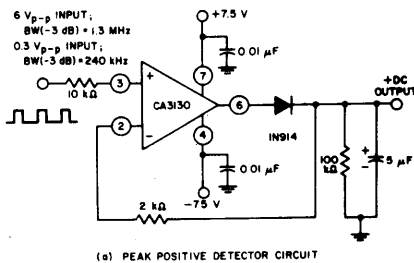 6 Vp-p INPUT;
BW(-3 dB) = 1.3 MHz
0.3 Vp-p INPUT;
BW(-3 dB) = 240 kHz
+7.5 V
0.01 µF
7
10 kΩ
3
+
CA3130
6
2
-
4
1N914
+DC
OUTPUT
0.01 µF
-7.5 V
100
kΩ
+
-
5 µF
2 kΩ
(a) PEAK POSITIVE DETECTOR CIRCUIT